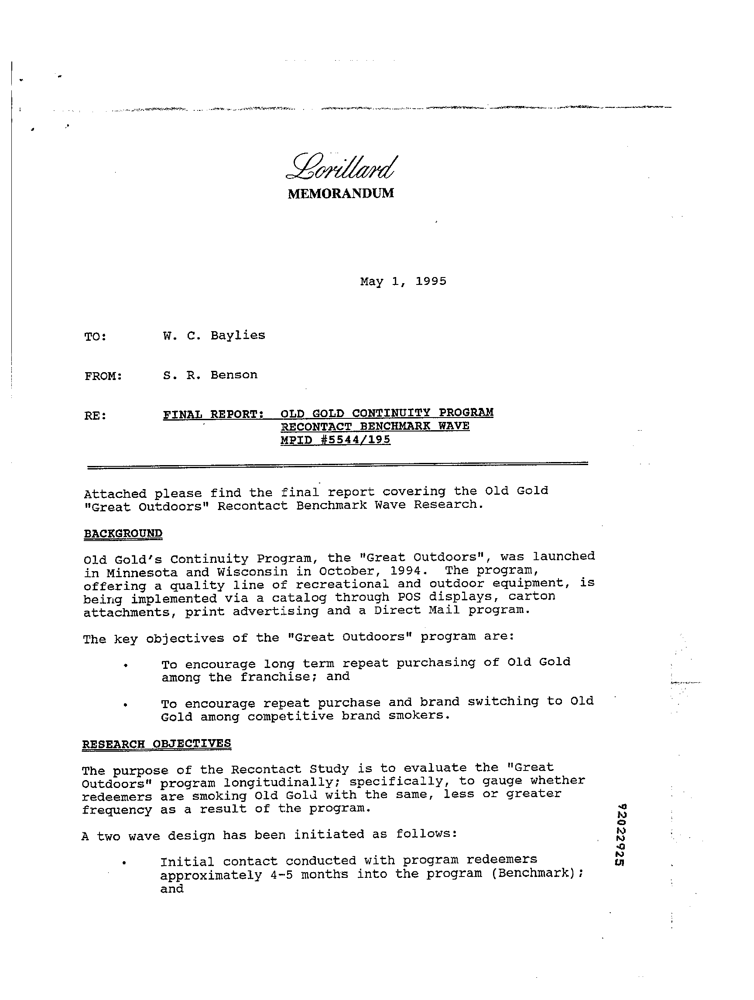 Lorillard
MEMORANDUM
May 1, 1995
TO: W. C. Baylies
FROM: S. R. Benson
RE: FINAL REPORT: OLD GOLD CONTINUITY PROGRAM
RECONTACT BENCHMARK WAVE
MPID #5544/195
Attached please find the final report covering the Old Gold
"Great Outdoors" Recontact Benchmark Wave Research.
BACKGROUND
Old Gold's Continuity Program, the "Great Outdoors", was launched
in Minnesota and Wisconsin in October, 1994. The program,
offering a quality line of recreational and outdoor equipment, is
being implemented via a catalog through POS displays, carton
attachments, print advertising and a Direct Mail program.
The key objectives of the "Great Outdoors" program are:
• To encourage long term repeat purchasing of Old Gold
among the franchise; and
• To encourage repeat purchase and brand switching to Old
Gold among competitive brand smokers.
RESEARCH OBJECTIVES
The purpose of the Recontact Study is to evaluate the "Great
Outdoors" program longitudinally; specifically, to gauge whether
redeemers are smoking Old Gold with the same, less or greater
frequency as a result of the program.
A two wave design has been initiated as follows:
• Initial contact conducted with program redeemers
approximately 4-5 months into the program (Benchmark);
and
92022925